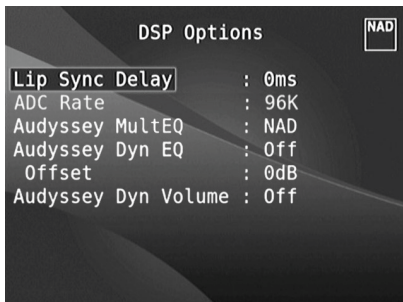 DSP Options
NAD
Lip Sync Delay : 0ms
ADC Rate : 96K
Audyssey MultEQ : NAD
Audyssey Dyn EQ : Off
Offset : 0dB
Audyssey Dyn Volume : Off